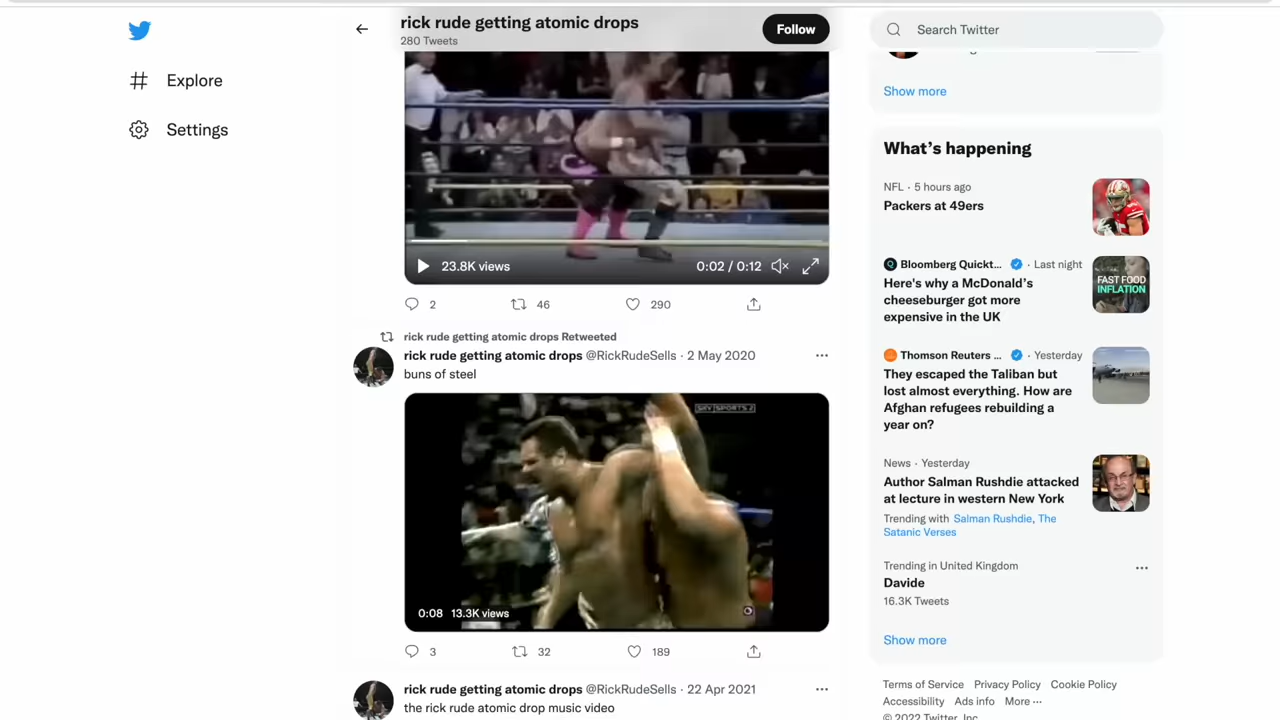 rick rude getting atomic drops
280 Tweets
Follow
Search Twitter
Explore
Settings
23.8K views
0:02 / 0:12
2
46
290
rick rude getting atomic drops Retweeted
rick rude getting atomic drops @RickRudeSells · 2 May 2020
buns of steel
SKY SPORTS 2
0:08 13.3K views
3
32
189
rick rude getting atomic drops @RickRudeSells · 22 Apr 2021
the rick rude atomic drop music video
Show more
What's happening
NFL · 5 hours ago
Packers at 49ers
Bloomberg Quickt... · Last night
Here's why a McDonald's
cheeseburger got more
expensive in the UK
FAST FOOD
INFLATION
Thomson Reuters ... · Yesterday
They escaped the Taliban but
lost almost everything. How are
Afghan refugees rebuilding a
year on?
News · Yesterday
Author Salman Rushdie attacked
at lecture in western New York
Trending with Salman Rushdie, The
Satanic Verses
Trending in United Kingdom
Davide
16.3K Tweets
Show more
Terms of Service Privacy Policy Cookie Policy
Accessibility Ads info More ...
© 2022 Twitter, Inc.